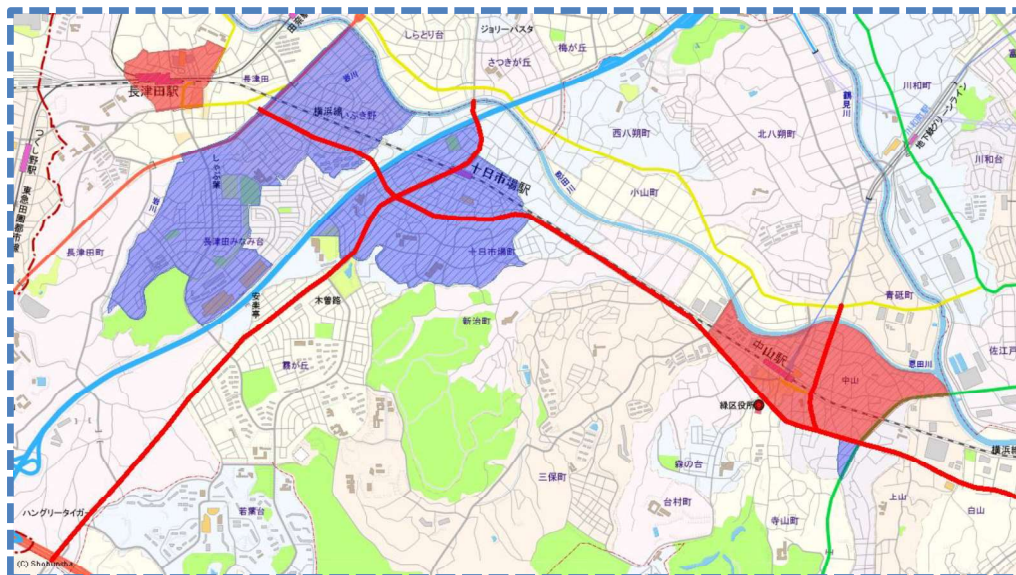 しらとり台
ジョリーパスタ
梅が丘
さつきが丘
川和町
鶴見川
地下鉄グリーンライン
川和町駅
川和台
長津田
長津田駅
横浜線
いぶき野
西八朔町
北八朔町
つくし野駅
東急田園都市線
十日市場駅
恩田川
小山町
長津田町
長津田みなみ台
十日市場町
安楽亭
木曽路
新治町
青砥町
佐江戸
霧が丘
中山駅
中山
恩田川
緑区役所
横浜線
三保町
森の台
台村町
上山
白山
寺山町
ハングリータイガー
若葉台
(C) Shobunsha